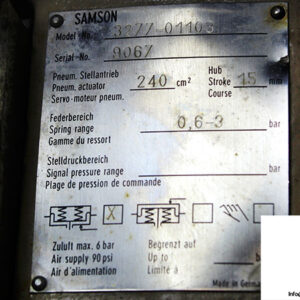 SAMSON
Model-No. 3277-01103
Serial-No. 9067
Pneum. Stellantrieb
Pneum. actuator 240 cm² Hub Stroke 15 mm
Servo-moteur pneum. Course
Federbereich
Spring range 0,6-3 bar
Gamme du ressort
Stelldruckbereich
Signal pressure range bar
Plage de pression de commande
X
Zuluft max. 6 bar Begrenzt auf
Air supply 90 psi Up to
Air d'alimentation Limité à
Made in